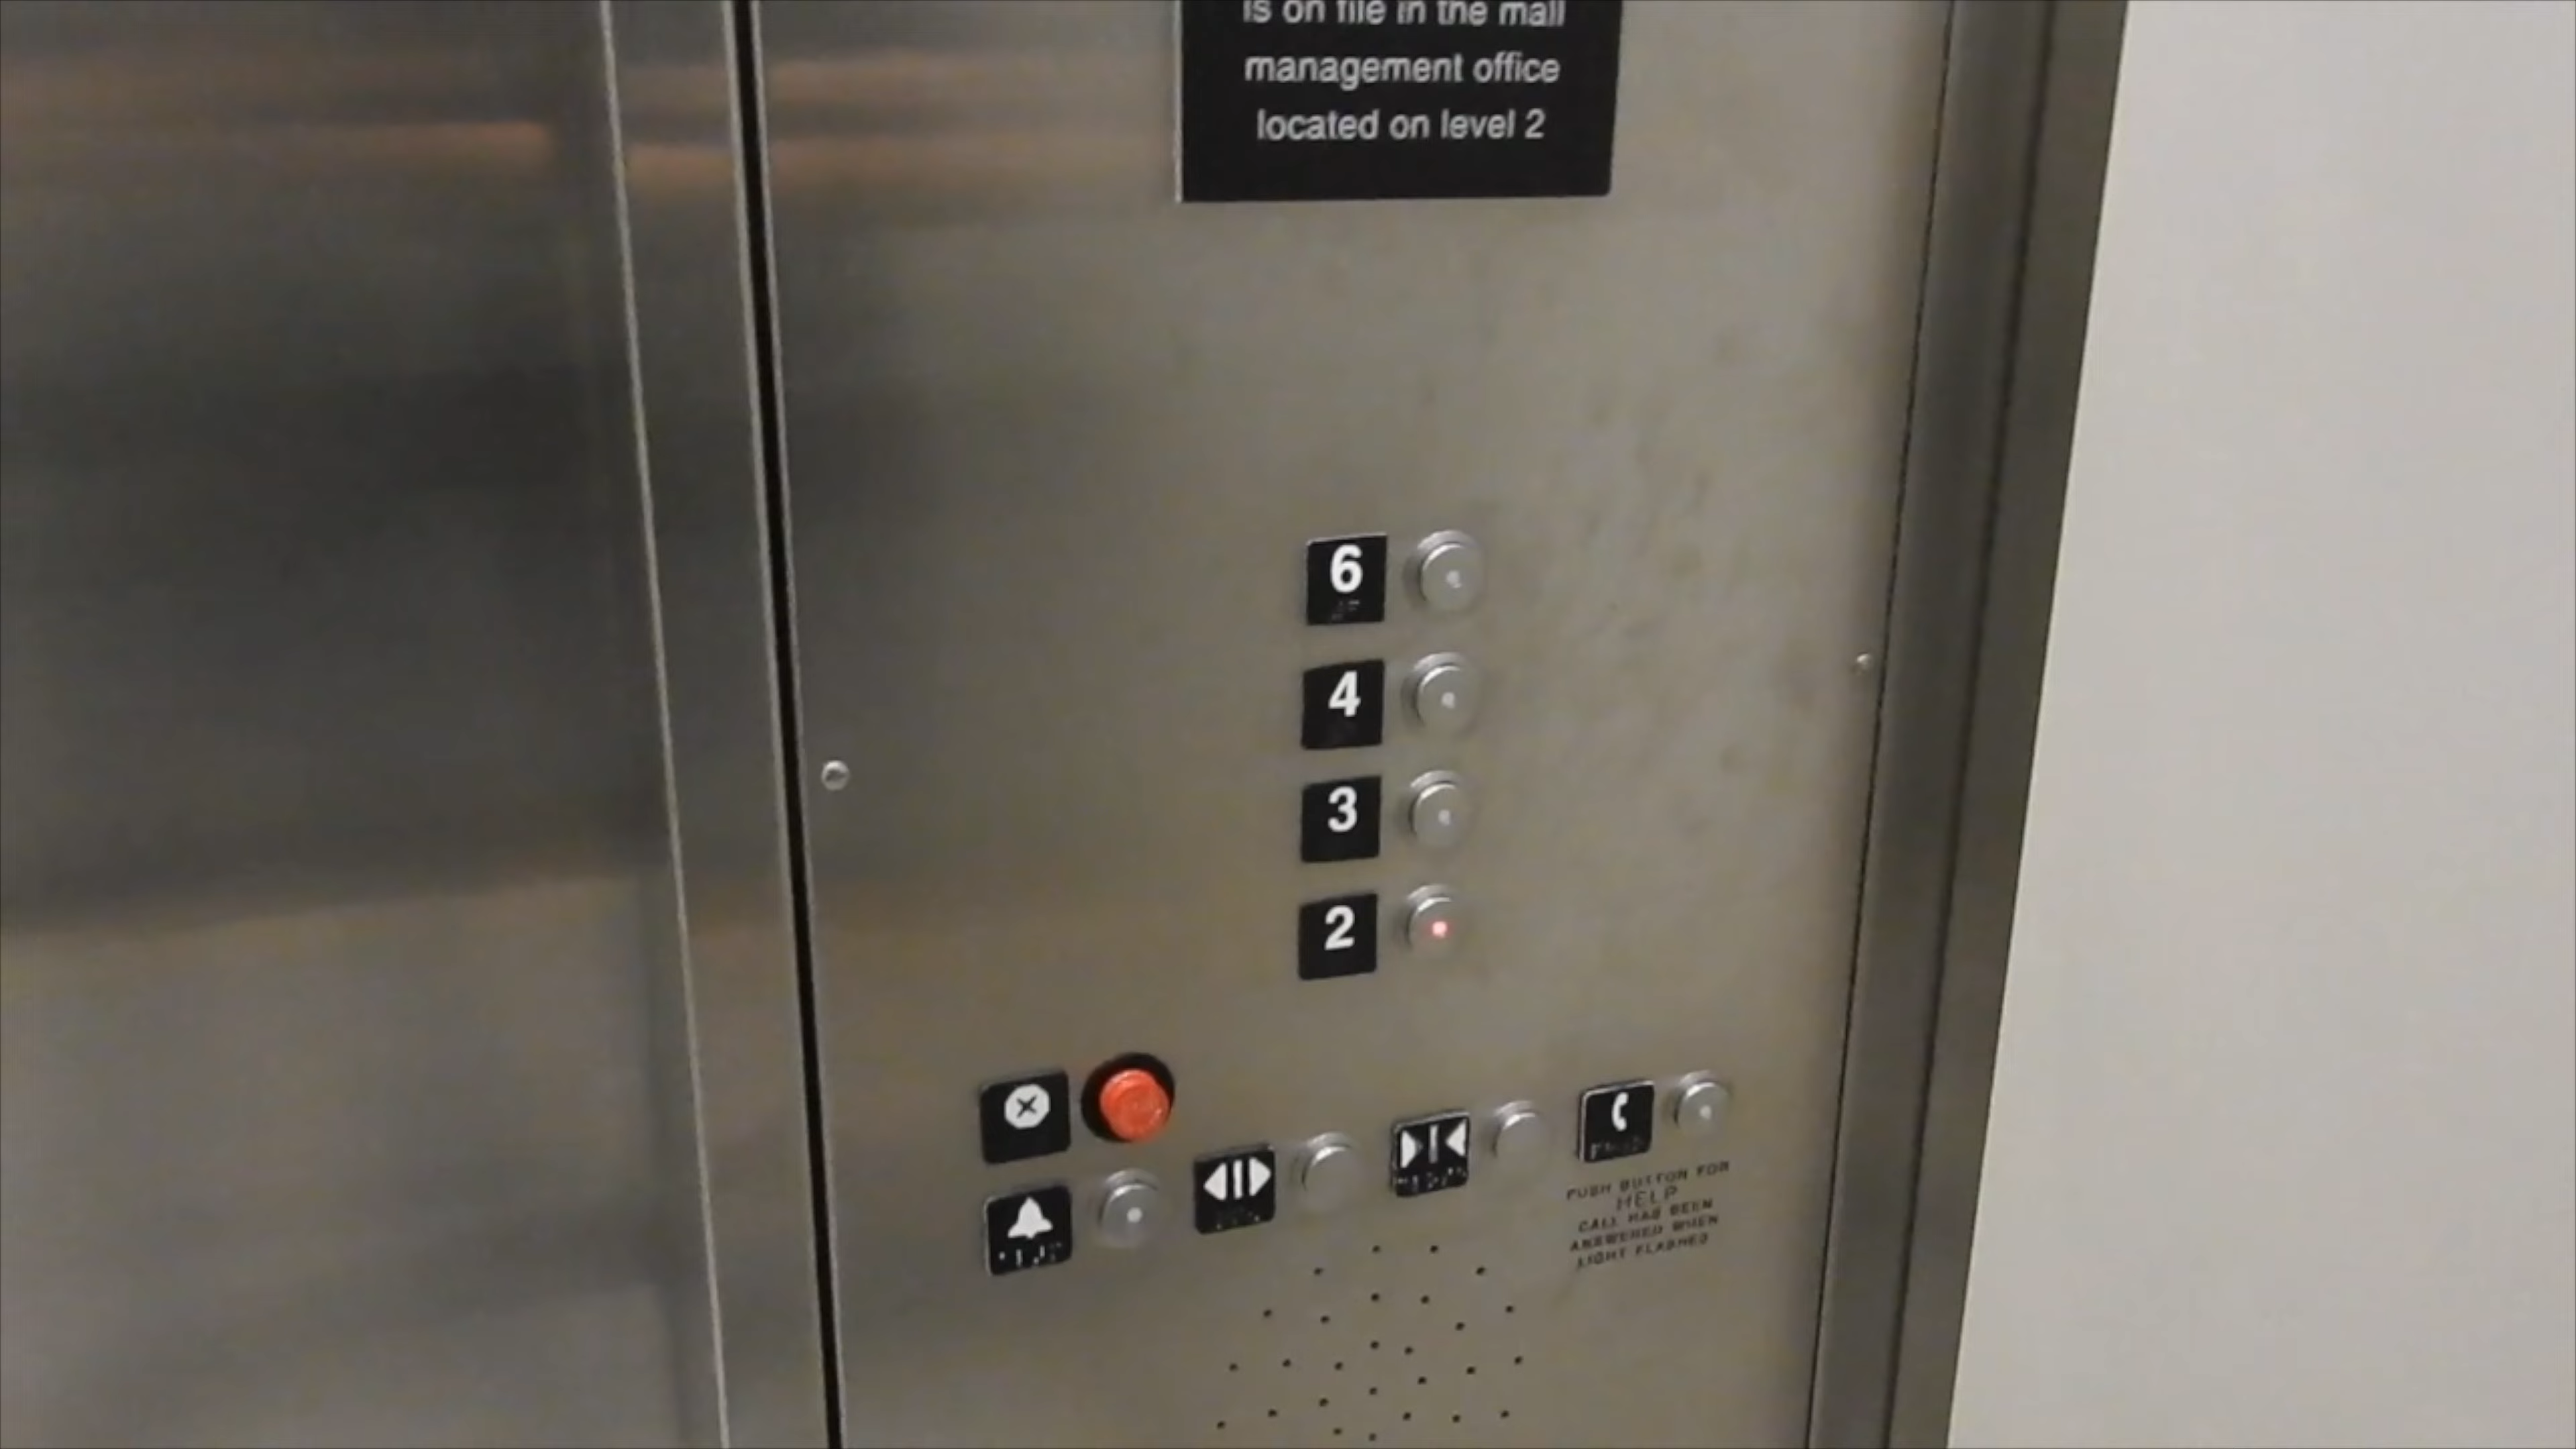 is on file in the mall
management office
located on level 2
6
4
3
2
PUSH BUTTON FOR
HELP
CALL HAS BEEN
ANSWERED WHEN
LIGHT FLASHED